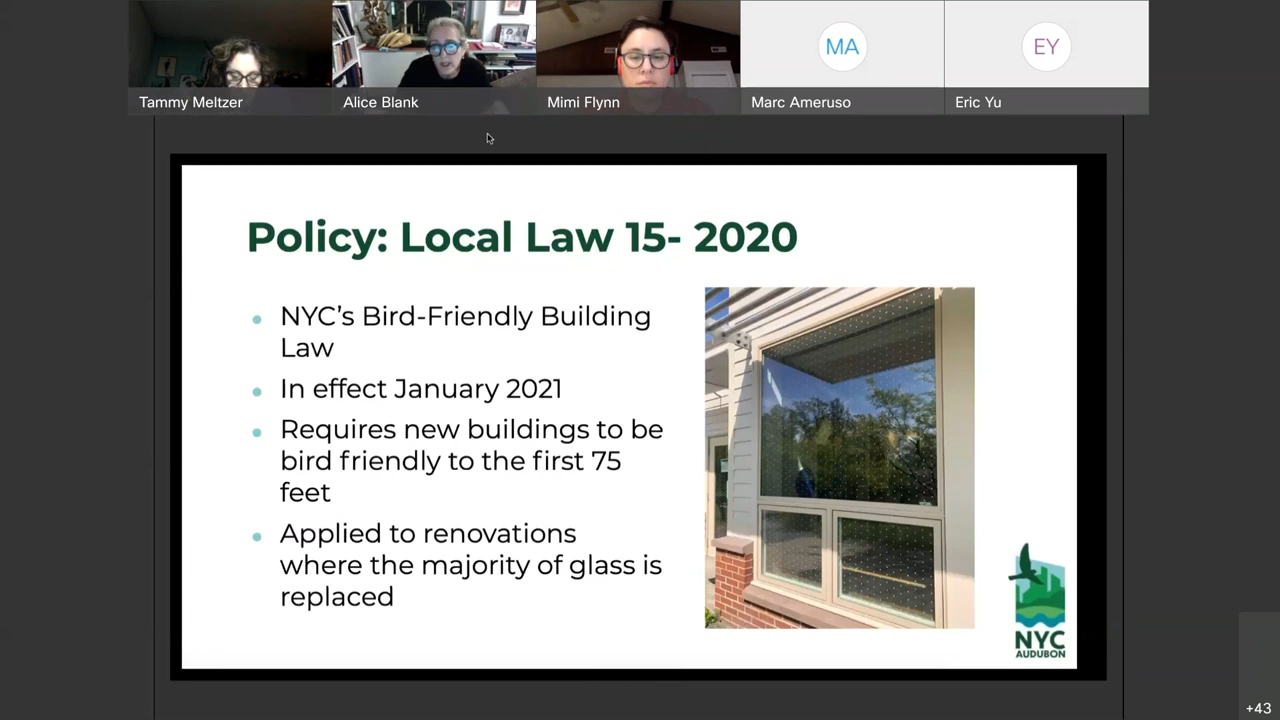 MA
EY
Tammy Meltzer
Alice Blank
Mimi Flynn
Marc Ameruso
Eric Yu
Policy: Local Law 15- 2020
NYC's Bird-Friendly Building
Law
In effect January 2021
Requires new buildings to be
bird friendly to the first 75
feet
Applied to renovations
where the majority of glass is
replaced
NYC
AUDUBON
+43